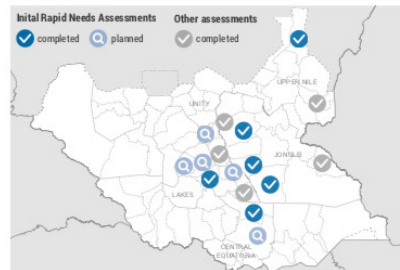 Inital Rapid Needs Assessments
Other assessments
completed
planned
completed
UPPER NILE
UNITY
JONGLEI
LAKES
CENTRAL
EQUATORIA